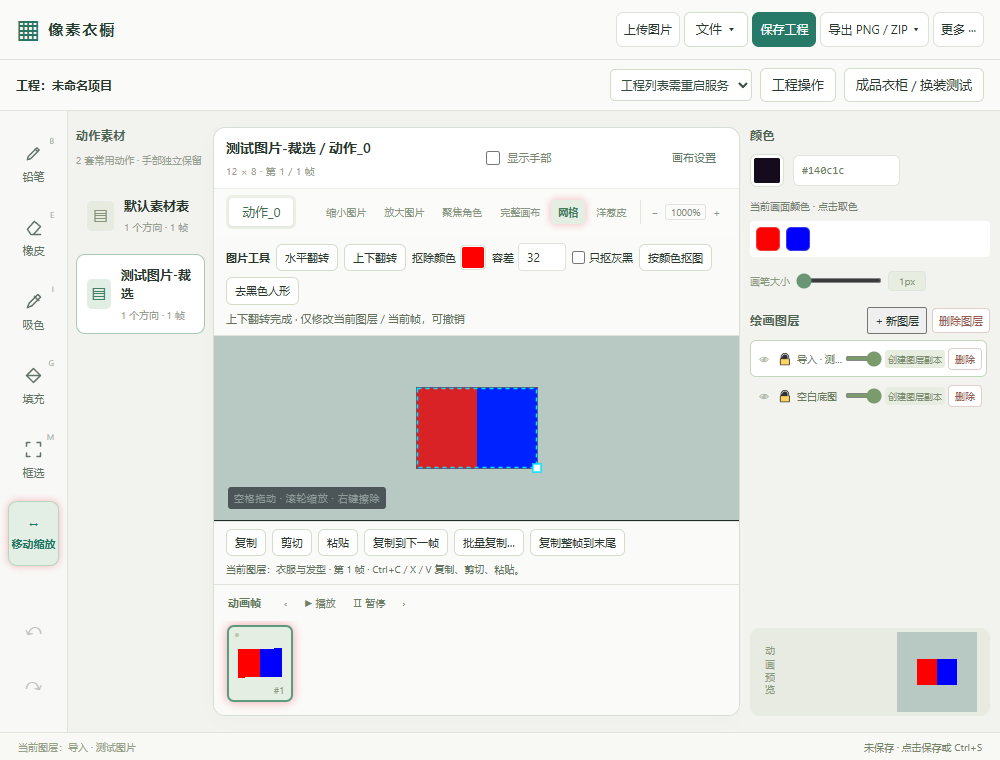 像素衣橱
上传图片
文件 ▾
保存工程
导出 PNG / ZIP ▾
更多 ···
工程：未命名项目
工程列表需重启服务
工程操作
成品衣柜 / 换装测试
B
铅笔
E
橡皮
I
吸色
G
填充
M
框选
↔
移动缩放
动作素材
2 套常用动作 · 手部独立保留
默认素材表
1 个方向 · 1 帧
测试图片-裁
选
1 个方向 · 1 帧
测试图片-裁选 / 动作_0
12 × 8 · 第 1 / 1 帧
显示手部
画布设置
动作_0
缩小图片
放大图片
聚焦角色
完整画布
网格
洋葱皮
− 1000% +
图片工具
水平翻转
上下翻转
抠除颜色
容差
32
只抠灰黑
按颜色抠图
去黑色人形
上下翻转完成 · 仅修改当前图层 / 当前帧，可撤销
空格拖动 · 滚轮缩放 · 右键擦除
复制
剪切
粘贴
复制到下一帧
批量复制...
复制整帧到末尾
当前图层：衣服与发型 · 第 1 帧 · Ctrl+C / X / V 复制、剪切、粘贴。
动画帧
‹
▶ 播放
II 暂停
›
#1
颜色
#140c1c
当前画面颜色 · 点击取色
画笔大小
1px
绘画图层
+ 新图层
删除图层
导入 · 测...
创建图层副本
删除
空白底图
创建图层副本
删除
动
画
预
览
当前图层：导入 · 测试图片
未保存 · 点击保存或 Ctrl+S